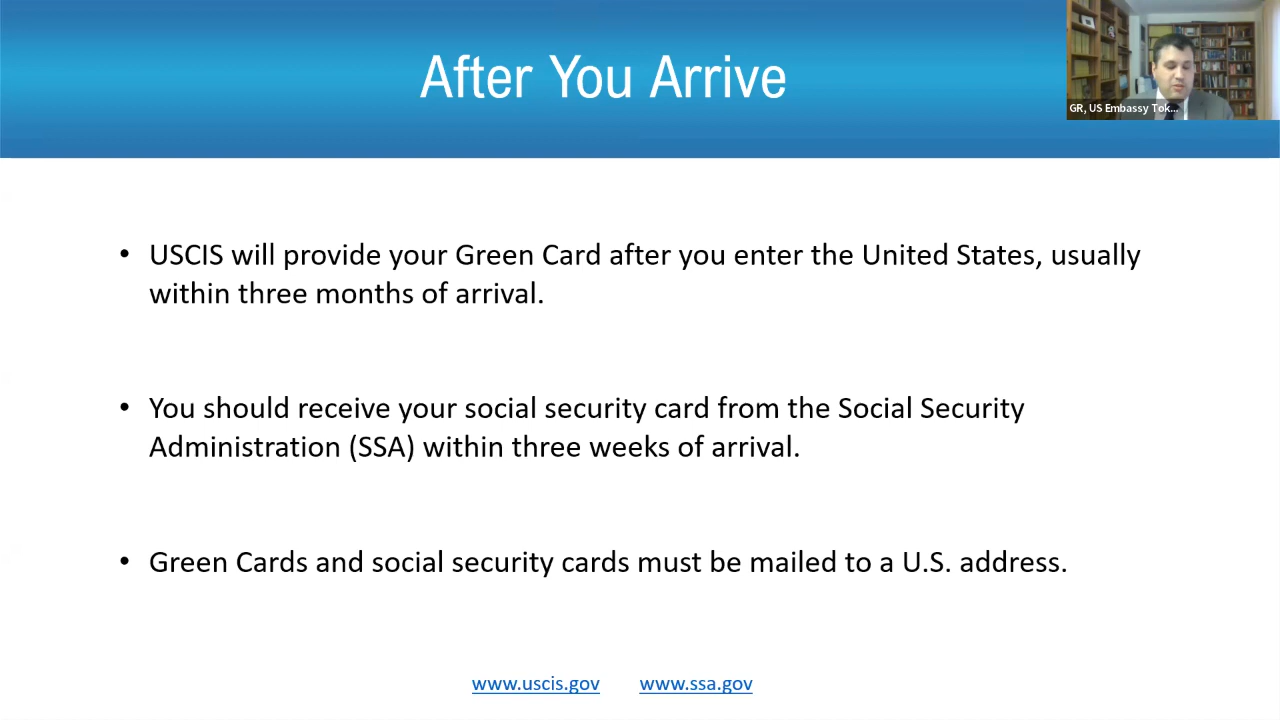 After You Arrive
GR, US Embassy Tok...
• USCIS will provide your Green Card after you enter the United States, usually
within three months of arrival.
• You should receive your social security card from the Social Security
Administration (SSA) within three weeks of arrival.
• Green Cards and social security cards must be mailed to a U.S. address.
www.uscis.gov www.ssa.gov